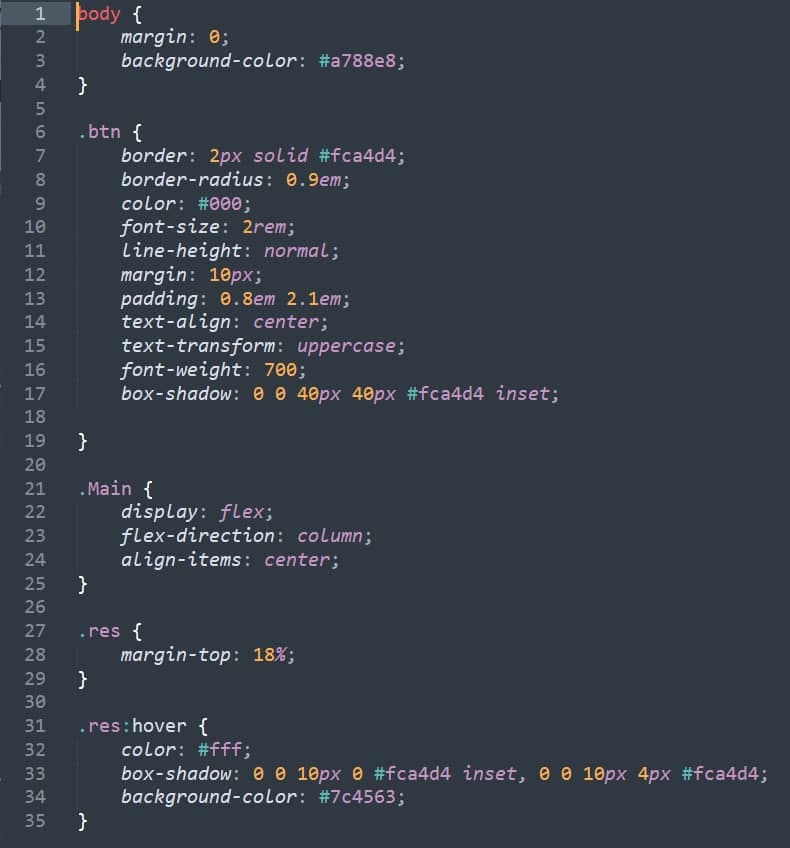 1 body {
2     margin: 0;
3     background-color: #a788e8;
4 }
5
6 .btn {
7     border: 2px solid #fca4d4;
8     border-radius: 0.9em;
9     color: #000;
10     font-size: 2rem;
11     line-height: normal;
12     margin: 10px;
13     padding: 0.8em 2.1em;
14     text-align: center;
15     text-transform: uppercase;
16     font-weight: 700;
17     box-shadow: 0 0 40px 40px #fca4d4 inset;
18
19 }
20
21 .Main {
22     display: flex;
23     flex-direction: column;
24     align-items: center;
25 }
26
27 .res {
28     margin-top: 18%;
29 }
30
31 .res:hover {
32     color: #fff;
33     box-shadow: 0 0 10px 0 #fca4d4 inset, 0 0 10px 4px #fca4d4;
34     background-color: #7c4563;
35 }